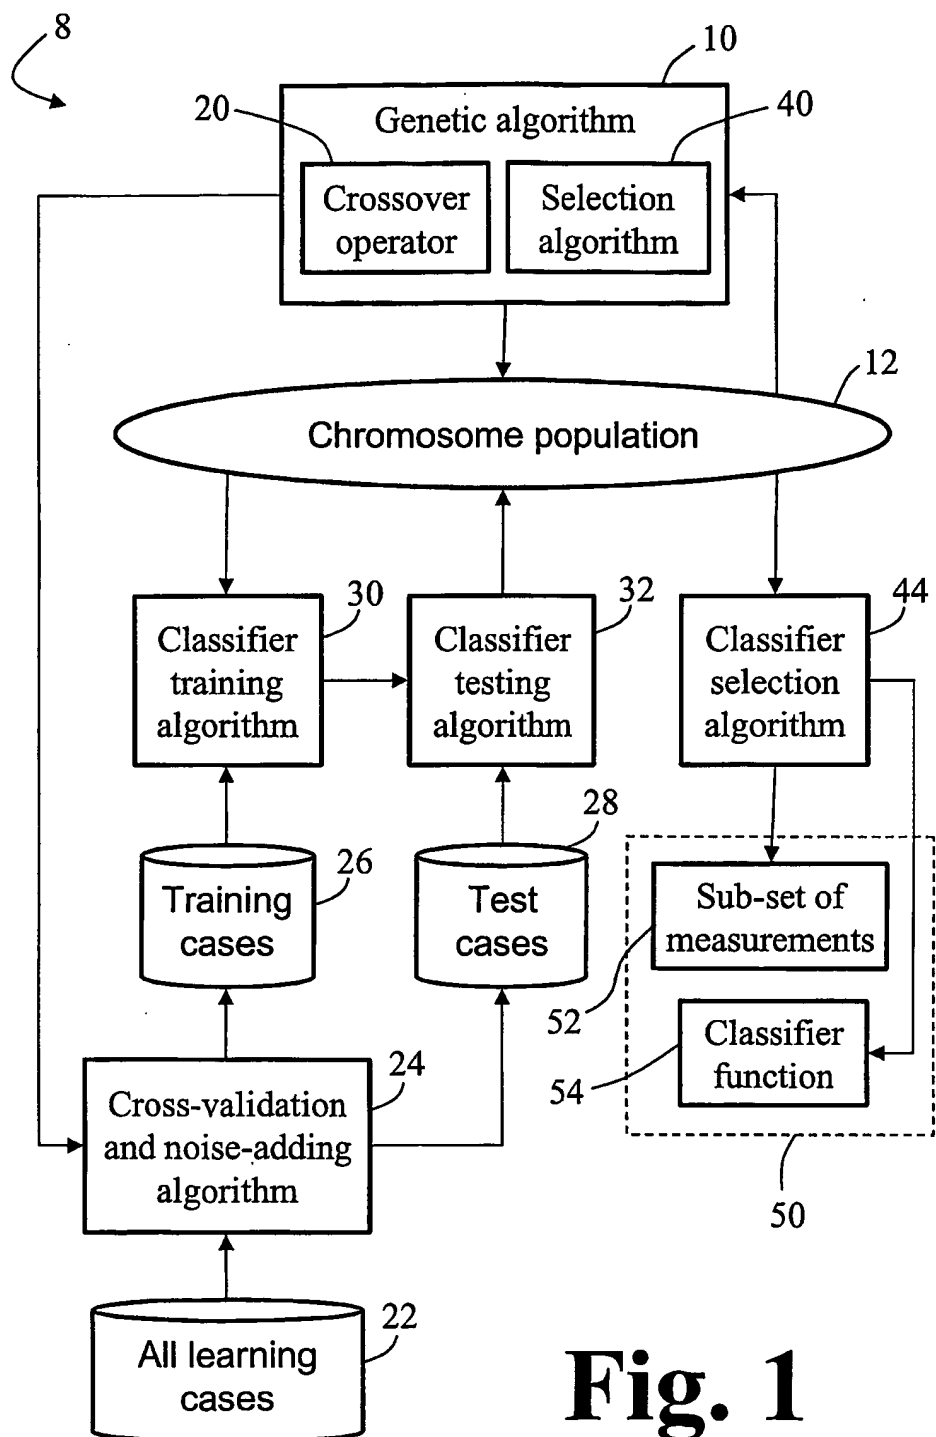 8
10
20
40
Genetic algorithm
Crossover
operator
Selection
algorithm
12
Chromosome population
30
32
44
Classifier
training
algorithm
Classifier
testing
algorithm
Classifier
selection
algorithm
26
28
Training
cases
Test
cases
Sub-set of
measurements
52
54
Classifier
function
24
Cross-validation
and noise-adding
algorithm
50
22
All learning
cases
Fig. 1